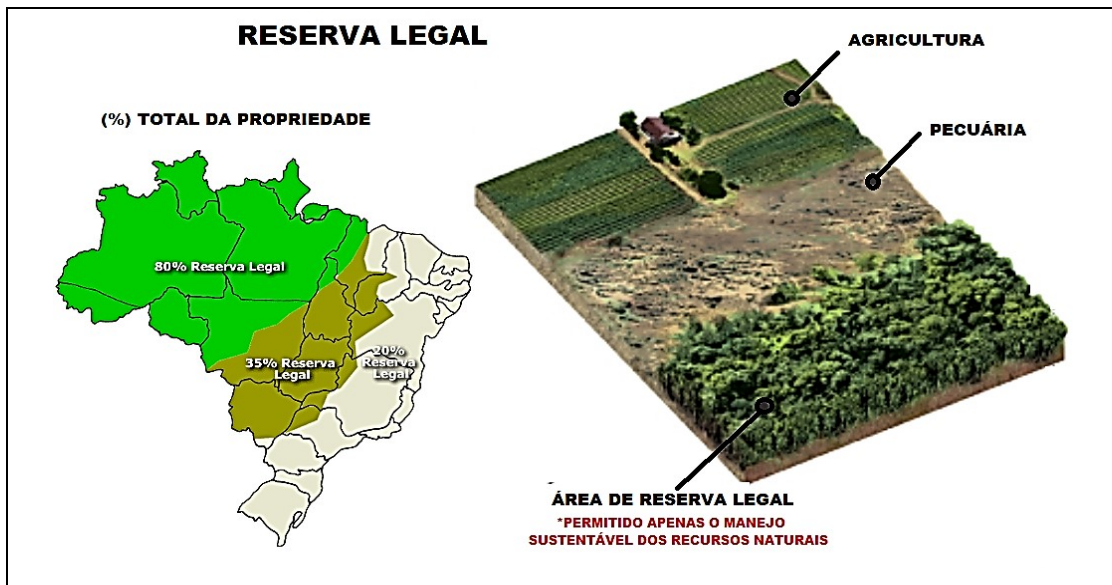 RESERVA LEGAL
(%) TOTAL DA PROPRIEDADE
80% Reserva Legal
35% Reserva
Legal
20%
Reserva
Legal
AGRICULTURA
PECUÁRIA
ÁREA DE RESERVA LEGAL
*PERMITIDO APENAS O MANEJO
SUSTENTÁVEL DOS RECURSOS NATURAIS